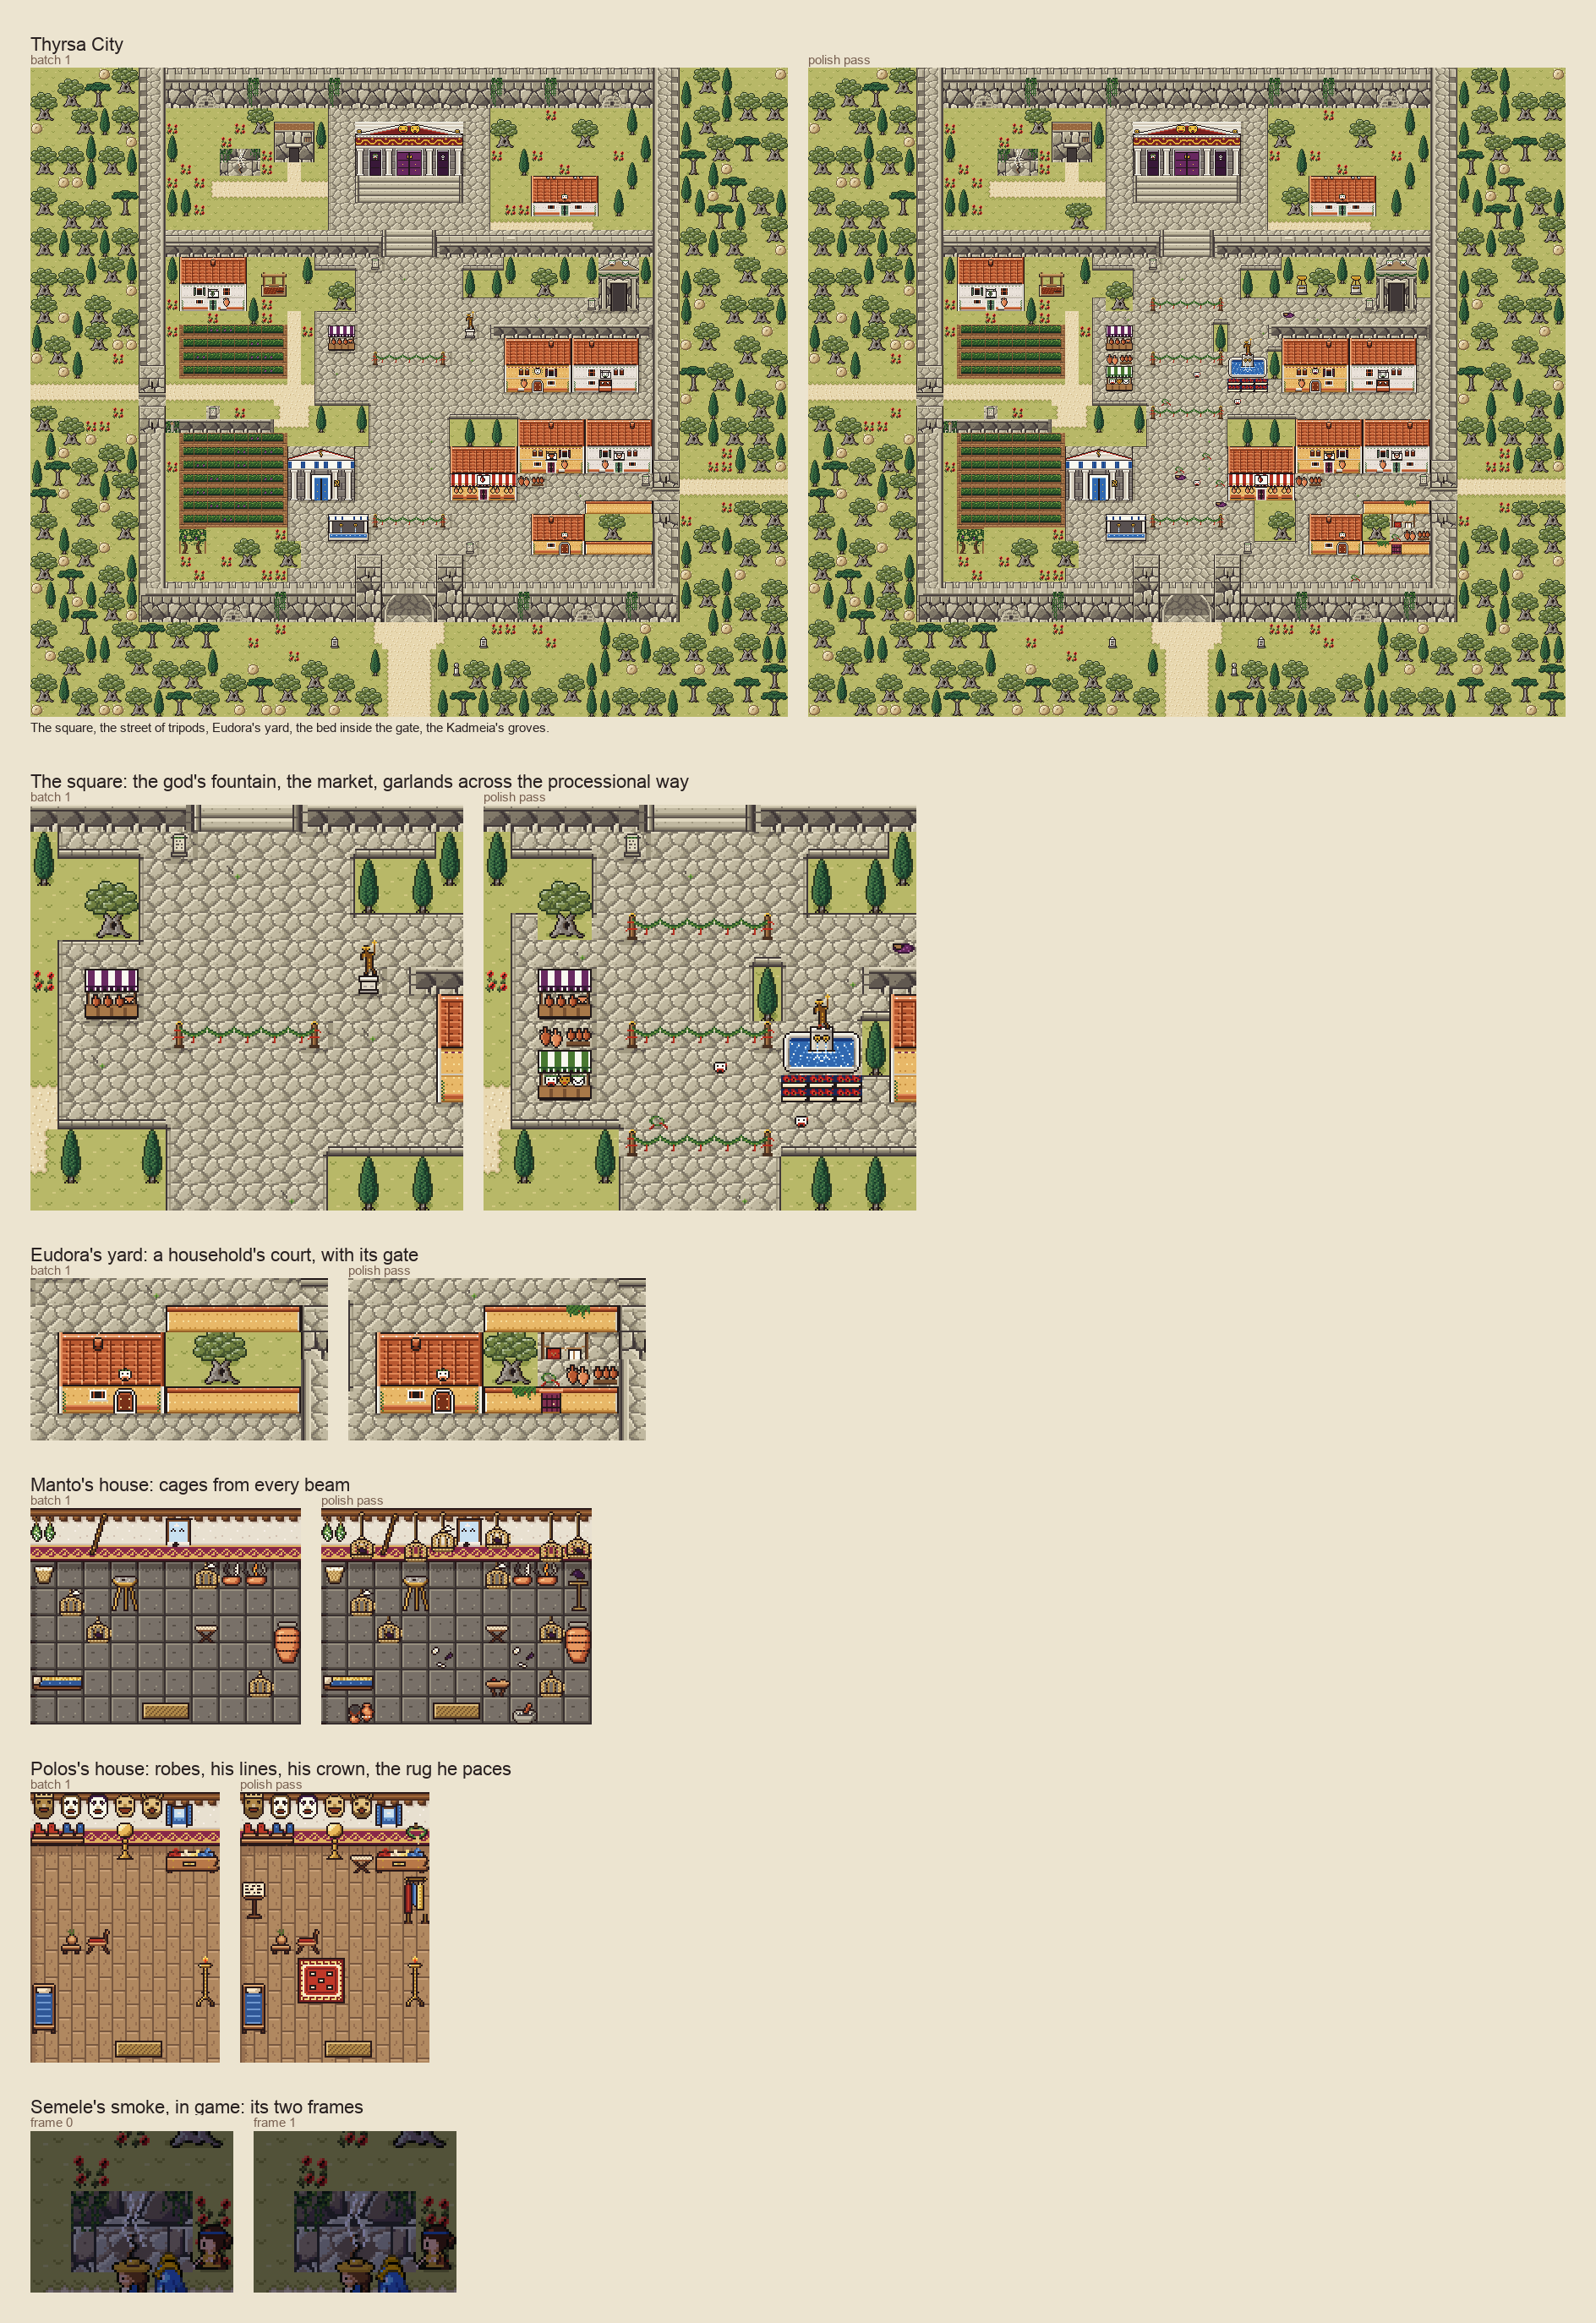 Thyrsa City
batch 1
polish pass
The square, the street of tripods, Eudora's yard, the bed inside the gate, the Kadmeia's groves.
The square: the god's fountain, the market, garlands across the processional way
batch 1
polish pass
Eudora's yard: a household's court, with its gate
batch 1
polish pass
Manto's house: cages from every beam
batch 1
polish pass
Polos's house: robes, his lines, his crown, the rug he paces
batch 1
polish pass
Semele's smoke, in game: its two frames
frame 0
frame 1